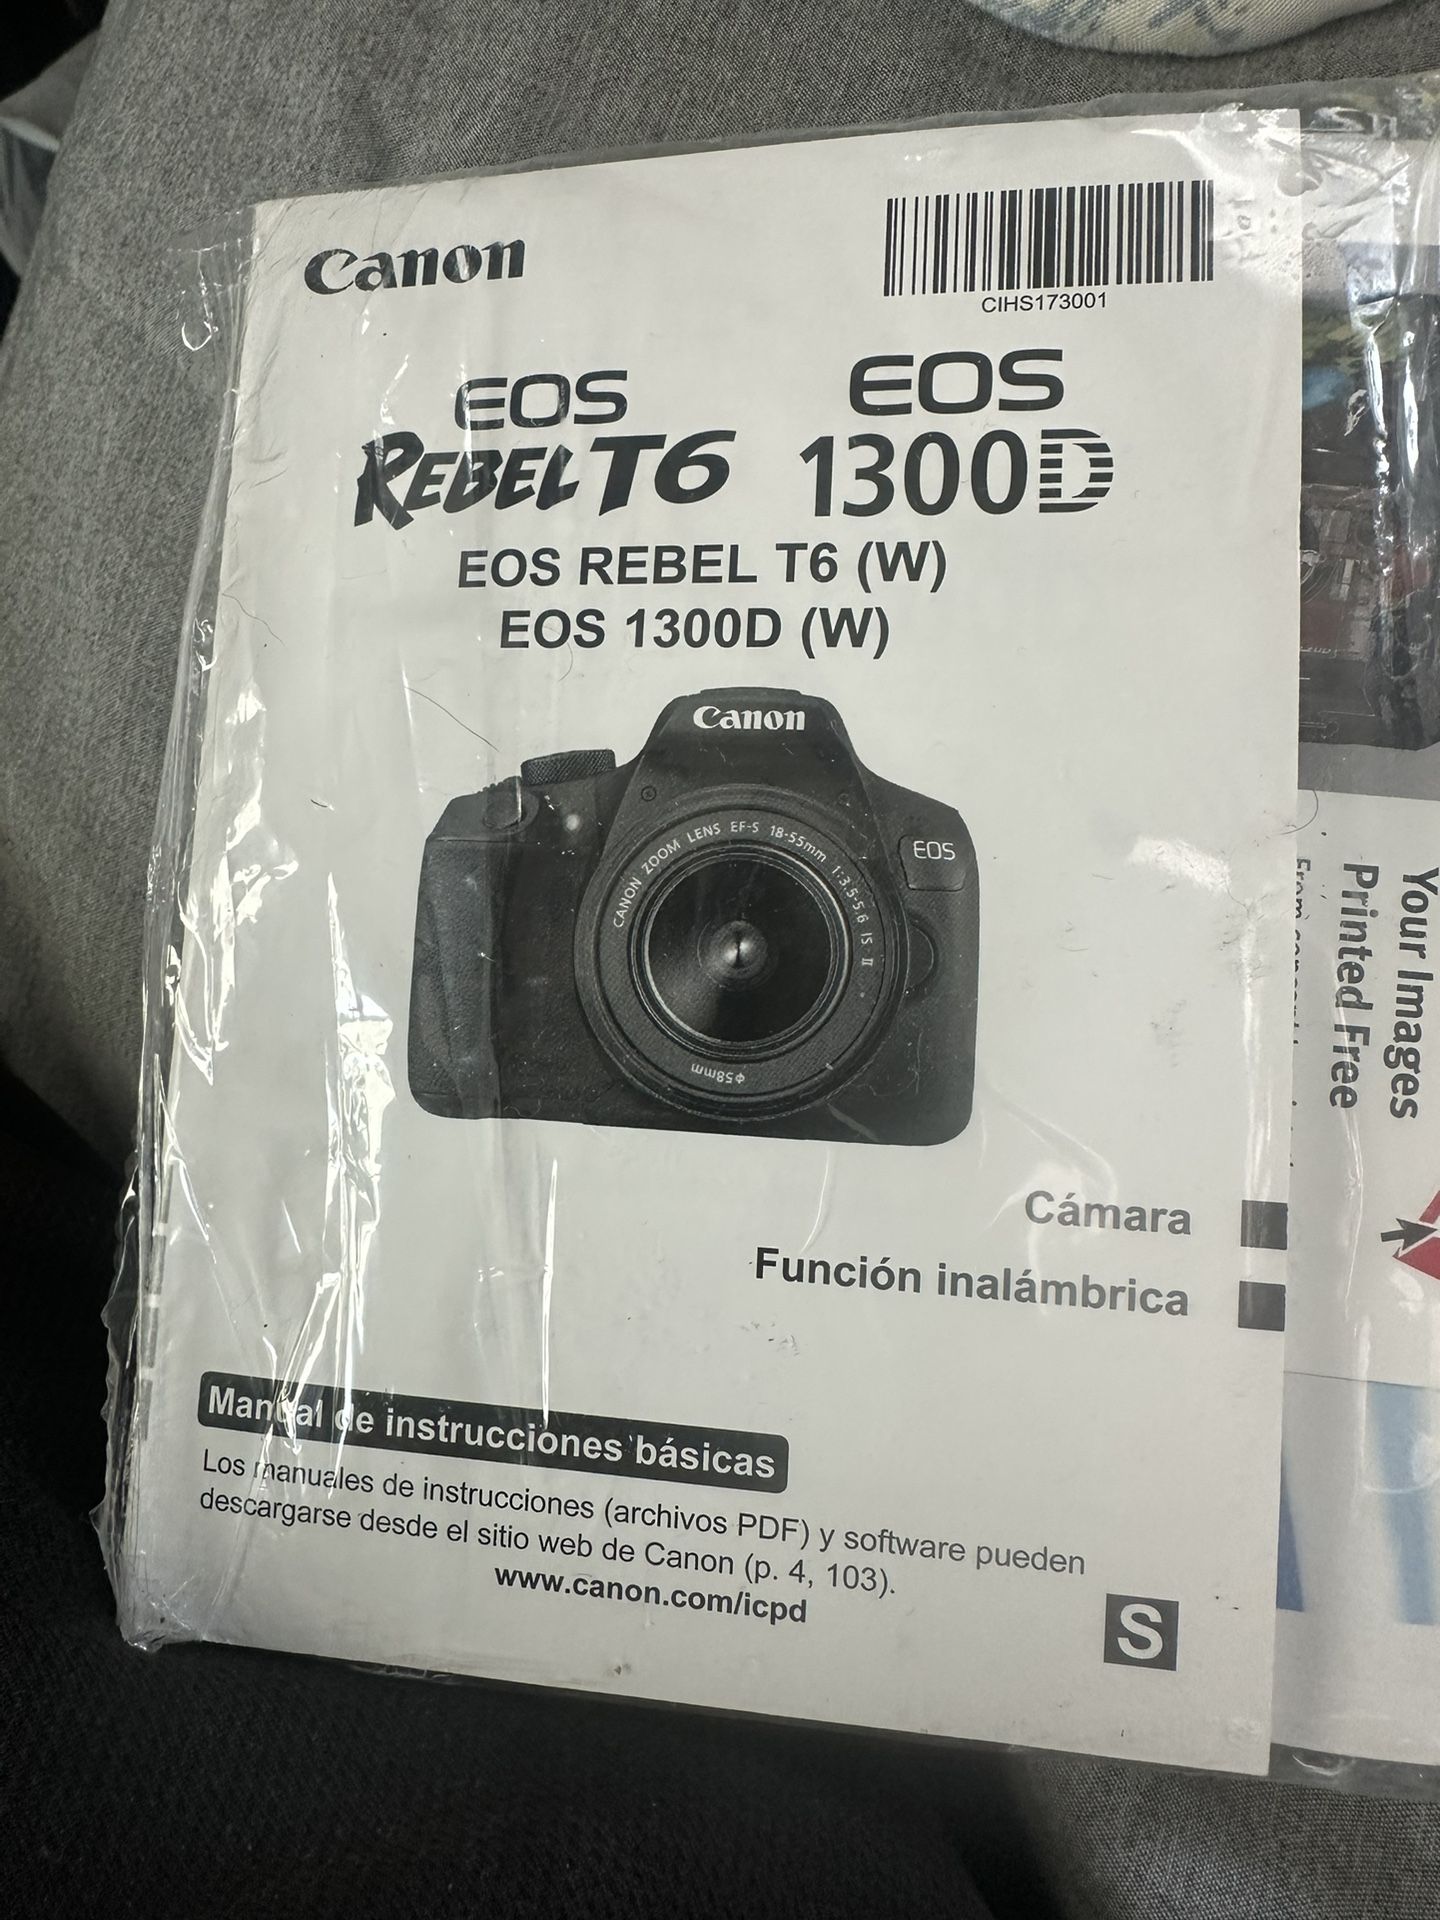 Canon
CIHS173001
EOS
REBEL T6
EOS
1300D
EOS REBEL T6 (W)
EOS 1300D (W)
Canon
EOS
CANON ZOOM LENS EF-S 18-55mm 1:3.5-5.6 IS II
φ58mm
Cámara
Función inalámbrica
Manual de instrucciones básicas
Los manuales de instrucciones (archivos PDF) y software pueden
descargarse desde el sitio web de Canon (p. 4, 103).
www.canon.com/icpd
S
Your Images
Printed Free